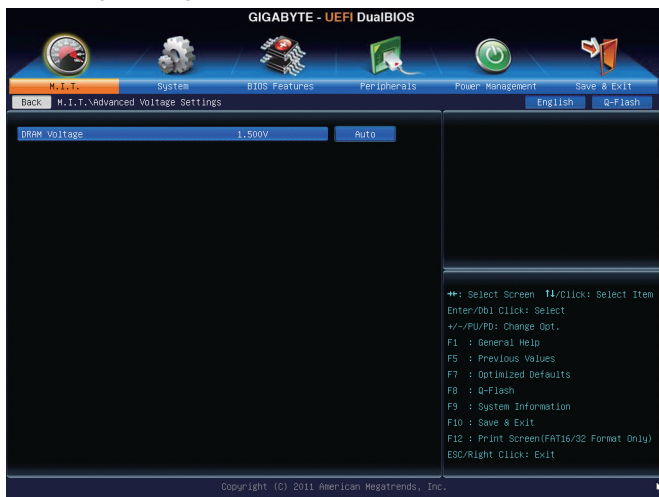 GIGABYTE - UEFI DualBIOS
M.I.T. System BIOS Features Peripherals Power Management Save & Exit
Back M.I.T.\Advanced Voltage Settings English Q-Flash
DRAM Voltage 1.500V Auto
→←: Select Screen ↑↓/Click: Select Item
Enter/Dbl Click: Select
+/-/PU/PD: Change Opt.
F1 : General Help
F5 : Previous Values
F7 : Optimized Defaults
F8 : Q-Flash
F9 : System Information
F10 : Save & Exit
F12 : Print Screen(FAT16/32 Format Only)
ESC/Right Click: Exit
Copyright (C) 2011 American Megatrends, Inc.